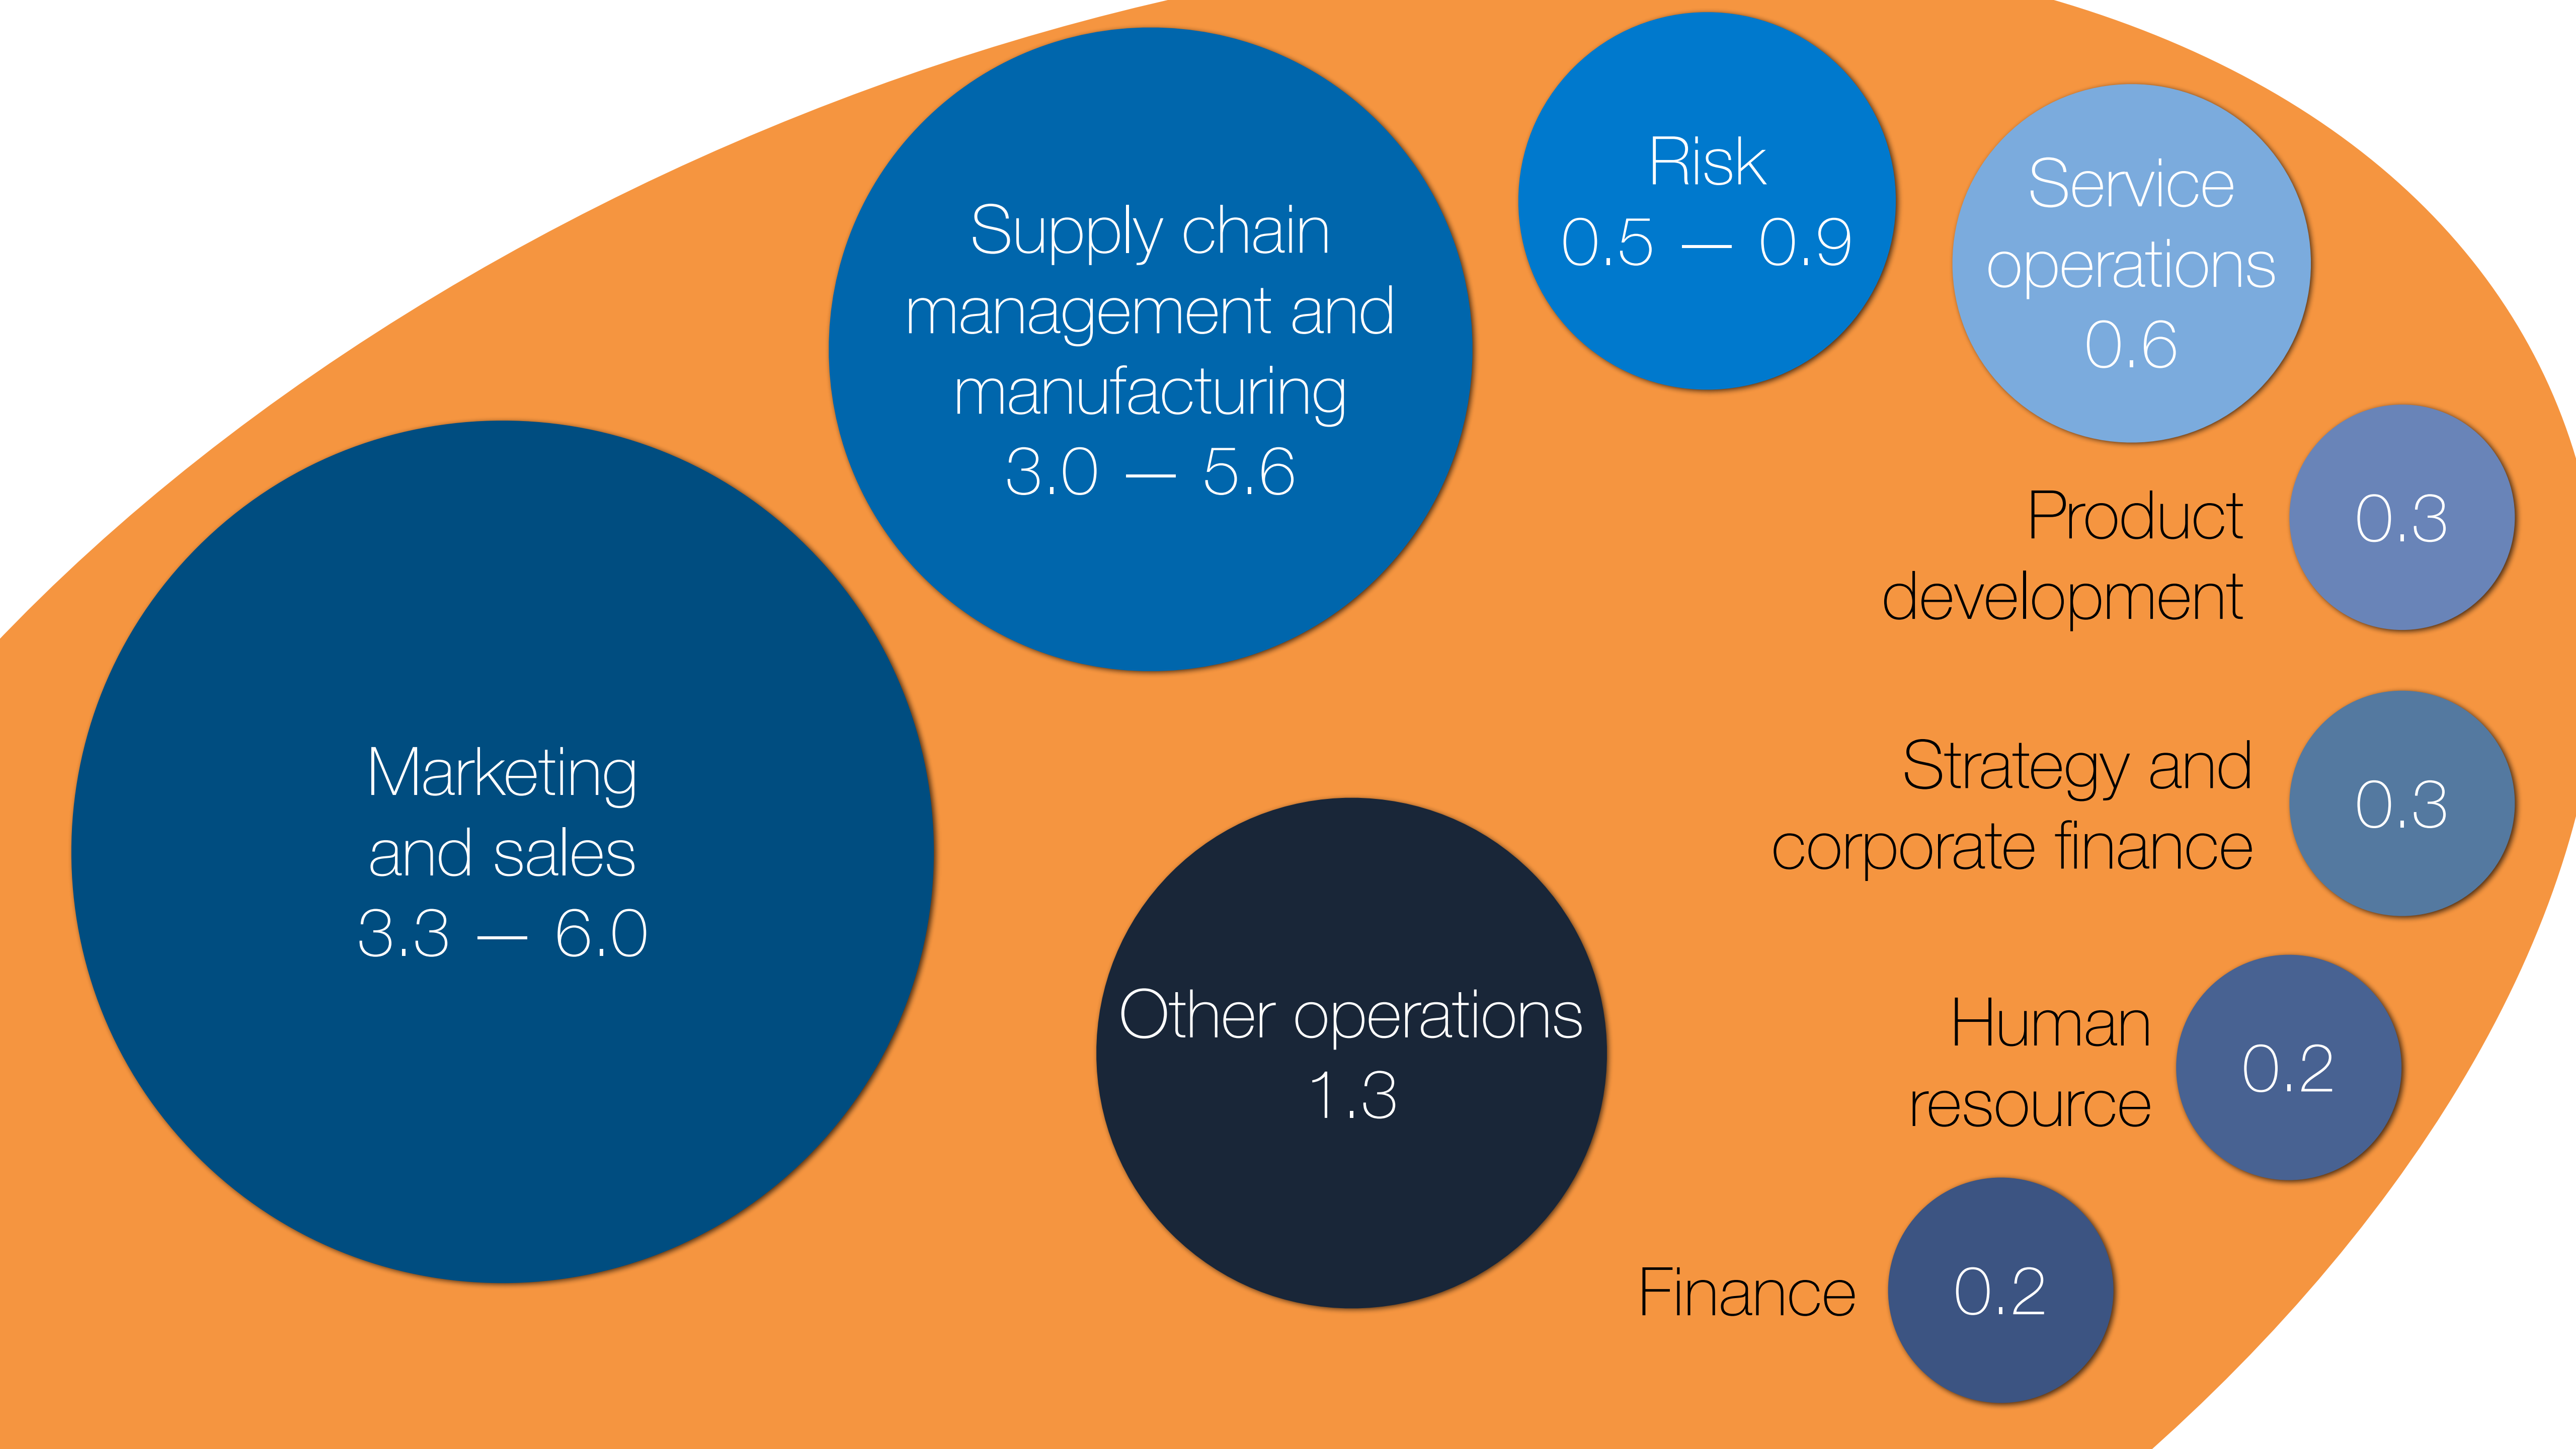 Supply chain
management and
manufacturing
3.0 — 5.6
Risk
0.5 — 0.9
Service
operations
0.6
Product
development
0.3
Marketing
and sales
3.3 — 6.0
Strategy and
corporate finance
0.3
Other operations
1.3
Human
resource
0.2
Finance
0.2